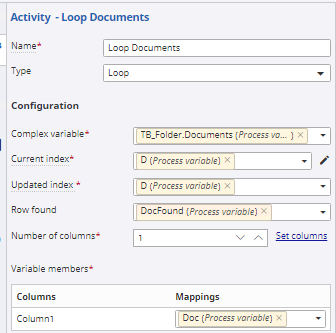 Activity - Loop Documents
Name* Loop Documents
Type Loop
Configuration
Complex variable* TB_Folder.Documents (Process va... ) ×
Current index* D (Process variable) ×
Updated index * D (Process variable) ×
Row found DocFound (Process variable) ×
Number of columns* 1 Set columns
Variable members*
Columns Mappings
Column1 Doc (Process variable) ×